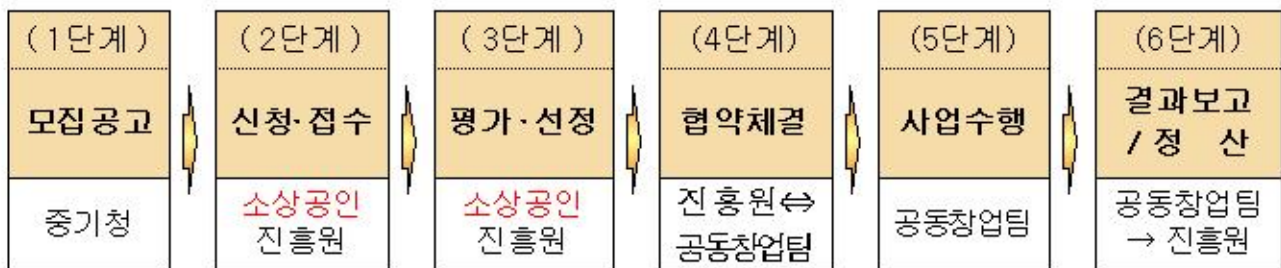 (1단계)
모집공고
중기청
(2단계)
신청·접수
소상공인
진흥원
(3단계)
평가·선정
소상공인
진흥원
(4단계)
협약체결
진흥원⇔
공동창업팀
(5단계)
사업수행
공동창업팀
(6단계)
결과보고
/ 정 산
공동창업팀
→ 진흥원